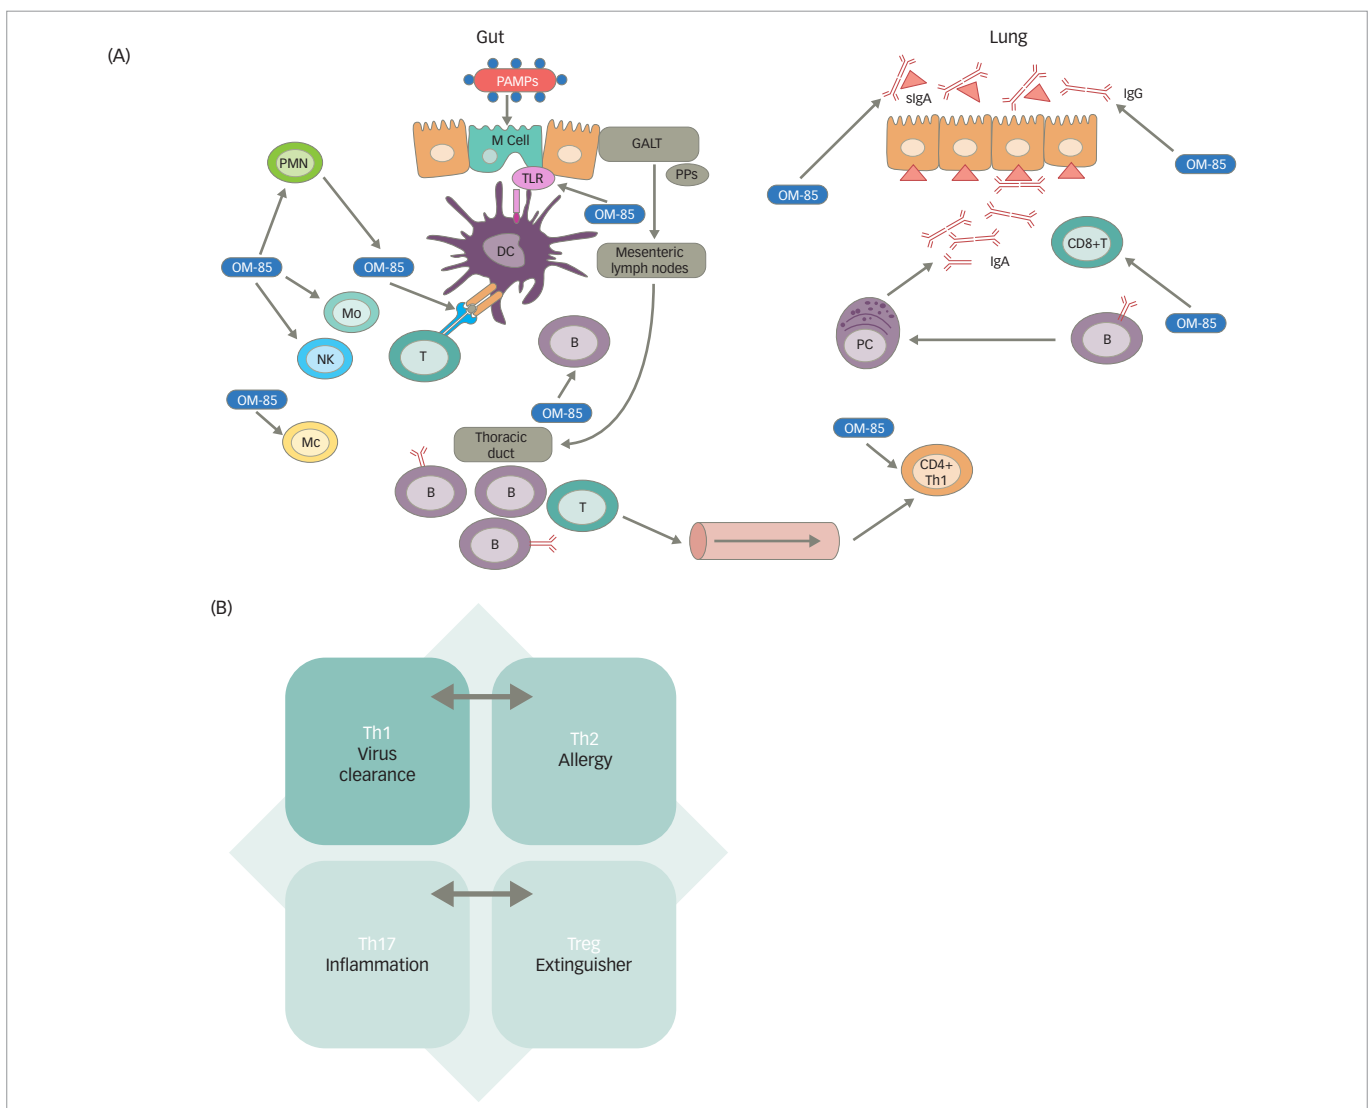 (A)
Gut
Lung
PAMPs
M Cell
GALT
PPs
TLR
OM-85
PMN
OM-85
OM-85
DC
Mesenteric
lymph nodes
Mo
NK
T
B
OM-85
Mc
OM-85
Thoracic
duct
B
B
T
B
sIgA
IgG
OM-85
OM-85
CD8+T
IgA
OM-85
PC
B
OM-85
CD4+
Th1
(B)
Th1
Virus
clearance
Th2
Allergy
Th17
Inflammation
Treg
Extinguisher